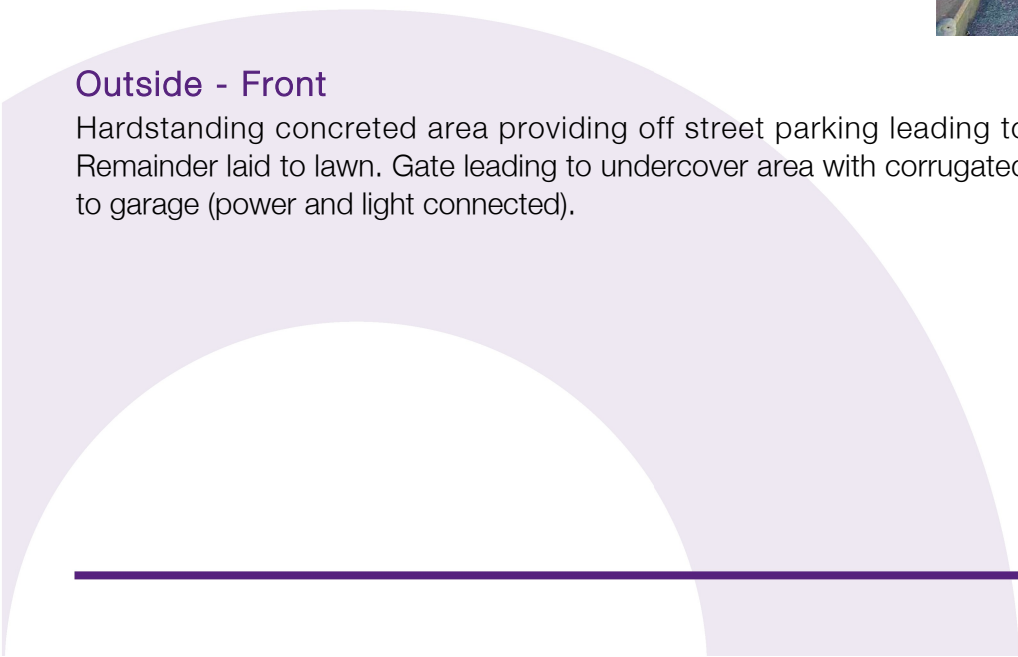 Outside - Front
Hardstanding concreted area providing off street parking leading to
Remainder laid to lawn. Gate leading to undercover area with corrugated
to garage (power and light connected).